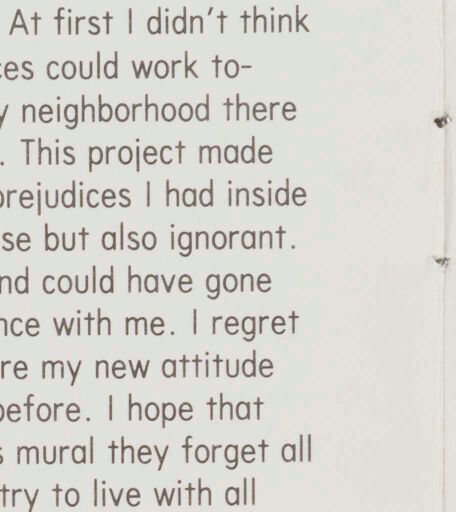 At first I didn't think
ces could work to-
y neighborhood there
. This project made
prejudices I had inside
se but also ignorant.
nd could have gone
nce with me. I regret
re my new attitude
before. I hope that
s mural they forget all
try to live with all